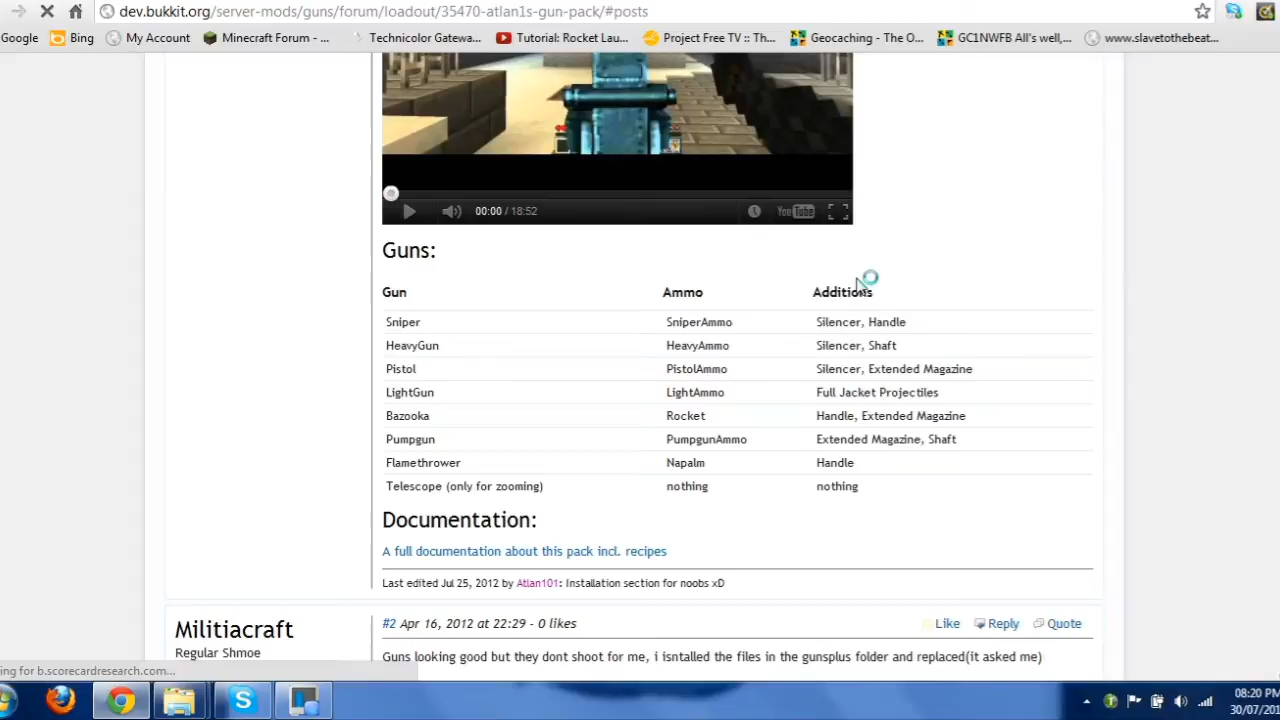 dev.bukkit.org/server-mods/guns/forum/loadout/35470-atlan1s-gun-pack/#posts
Google Bing My Account Minecraft Forum - ... Technicolor Gatewa... Tutorial: Rocket Lau... Project Free TV :: Th... Geocaching - The O... GC1NWFB All's well,... www.slavetothebeat...
00:00 / 18:52 YouTube
Guns:
Gun Ammo Additions
Sniper SniperAmmo Silencer, Handle
HeavyGun HeavyAmmo Silencer, Shaft
Pistol PistolAmmo Silencer, Extended Magazine
LightGun LightAmmo Full Jacket Projectiles
Bazooka Rocket Handle, Extended Magazine
Pumpgun PumpgunAmmo Extended Magazine, Shaft
Flamethrower Napalm Handle
Telescope (only for zooming) nothing nothing
Documentation:
A full documentation about this pack incl. recipes
Last edited Jul 25, 2012 by Atlan101: Installation section for noobs xD
Militiacraft #2 Apr 16, 2012 at 22:29 - 0 likes Like Reply Quote
Regular Shmoe
Guns looking good but they dont shoot for me, i isntalled the files in the gunsplus folder and replaced(it asked me)
ing for b.scorecardresearch.com...
08:20 PM
30/07/201